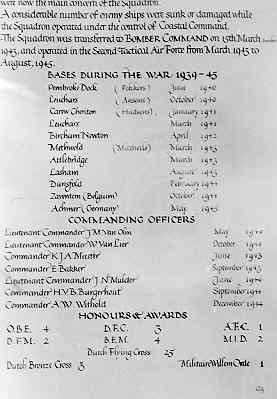 were now the main concern of the Squadron.
A considerable number of enemy ships were sunk or damaged while
the Squadron operated under the control of Coastal Command.
The Squadron was transferred to BOMBER COMMAND on 15th March
1943, and operated in the Second Tactical Air Force from March 1943 to
August, 1945.
BASES DURING THE WAR 1939-45
Pembroke Dock (Fokkers) June 1940
Leuchars (Ansons) October 1940
Carew Cheriton (Hudsons) January 1941
Leuchars March 1941
Bircham Newton April 1942
Methwold (Mitchells) March 1943
Attlebridge March 1943
Lasham August 1943
Dunsfold February 1944
Zaventem (Belgium) October 1944
Achmer (Germany) May 1945
COMMANDING OFFICERS
Lieutenant Commander J.M. Van Olm May
Lieutenant Commander W. Van Lier October
Commander K.J.A. Meester June 1943
Commander E. Bakker September 1943
Lieutenant Commander J.N. Mulder June 1944
Commander H.V.B. Burgerhout September 1944
Commander A.W. Witholt December 1944
HONOURS & AWARDS
O.B.E. 4 D.F.C. 3 A.F.C. 1
D.F.M. 2 B.E.M. 4 M.I.D. 2
Dutch Flying Cross 25
Dutch Bronze Cross 3 Militaire Willem Orde 1